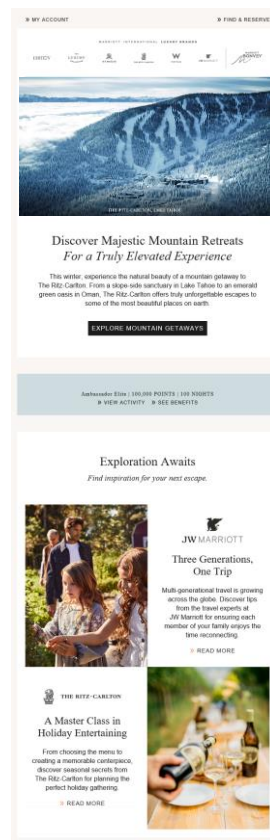 » MY ACCOUNT
» FIND & RESERVE
MARRIOTT INTERNATIONAL LUXURY BRANDS
EDITION
THE LUXURY COLLECTION
W
JW MARRIOTT
MARRIOTT BONVOY
THE RITZ-CARLTON, LAKE TAHOE
Discover Majestic Mountain Retreats
For a Truly Elevated Experience
This winter, experience the natural beauty of a mountain getaway to
The Ritz-Carlton. From a slope-side sanctuary in Lake Tahoe to an emerald
green oasis in Oman, The Ritz-Carlton offers truly unforgettable escapes to
some of the most beautiful places on earth.
EXPLORE MOUNTAIN GETAWAYS
Ambassador Elite | 100,000 POINTS | 100 NIGHTS
» VIEW ACTIVITY » SEE BENEFITS
Exploration Awaits
Find inspiration for your next escape.
JW MARRIOTT
Three Generations,
One Trip
Multi-generational travel is growing
across the globe. Discover tips
from the travel experts at
JW Marriott for ensuring each
member of your family enjoys the
time reconnecting.
» READ MORE
THE RITZ-CARLTON
A Master Class in
Holiday Entertaining
From choosing the menu to
creating a memorable centerpiece,
discover seasonal secrets from
The Ritz-Carlton for planning the
perfect holiday gathering.
» READ MORE